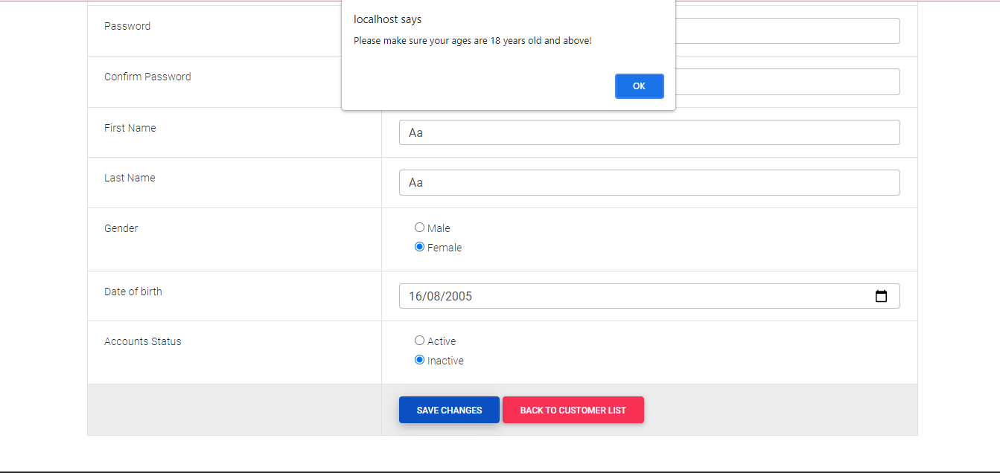 localhost says
Please make sure your ages are 18 years old and above!
OK
Password
Confirm Password
First Name
Aa
Last Name
Aa
Gender
Male
Female
Date of birth
16/08/2005
Accounts Status
Active
Inactive
SAVE CHANGES
BACK TO CUSTOMER LIST